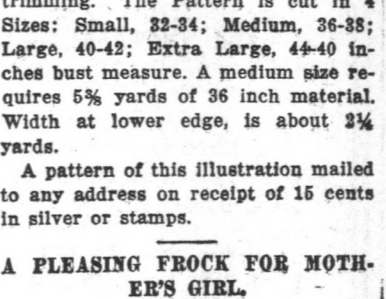 trimming. The Pattern is cut in 4
Sizes: Small, 32-34; Medium, 36-38;
Large, 40-42; Extra Large, 44-40 in-
ches bust measure. A medium size re-
quires 5⅝ yards of 36 inch material.
Width at lower edge, is about 2¼
yards.
A pattern of this illustration mailed
to any address on receipt of 15 cents
in silver or stamps.
A PLEASING FROCK FOR MOTH-
ER'S GIRL.